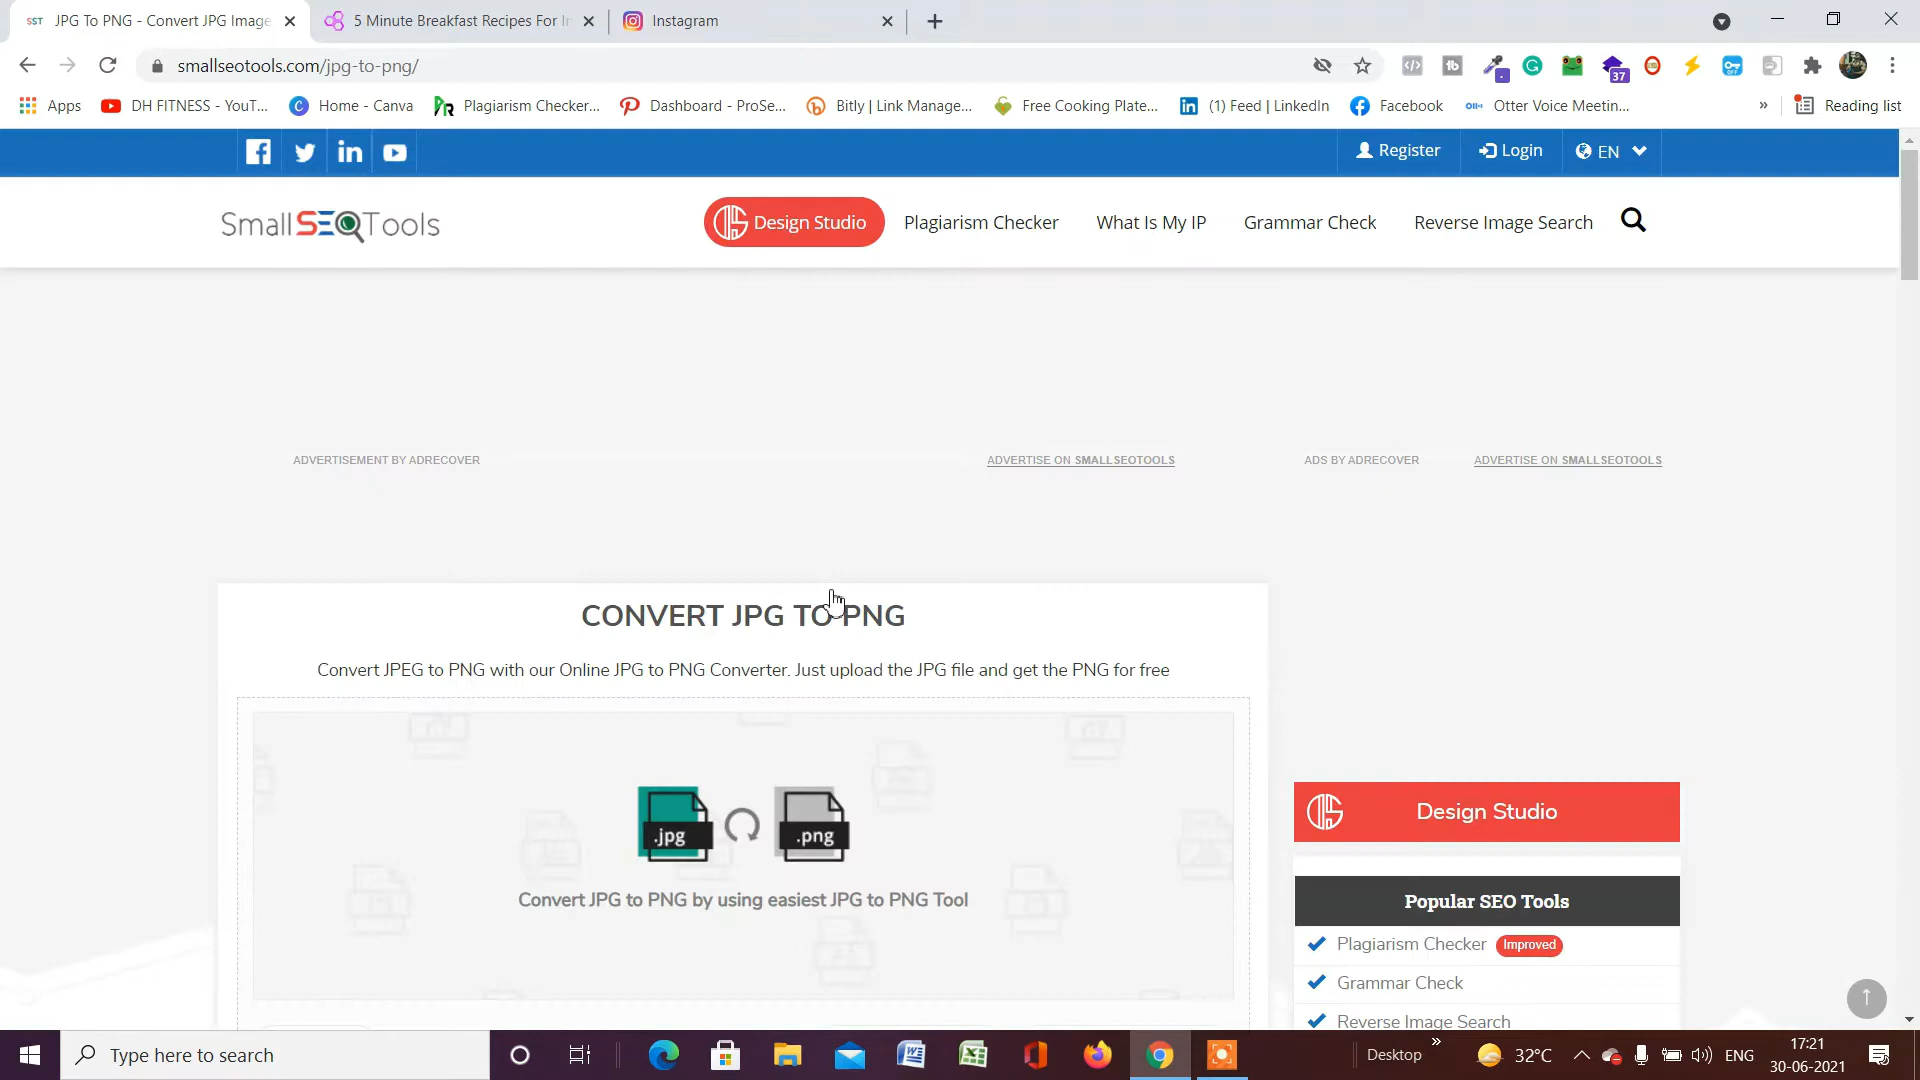 SST JPG To PNG - Convert JPG Image
5 Minute Breakfast Recipes For In
Instagram
smallseotools.com/jpg-to-png/
37
OFF
Apps
DH FITNESS - YouT...
Home - Canva
Plagiarism Checker...
Dashboard - ProSe...
Bitly | Link Manage...
Free Cooking Plate...
(1) Feed | LinkedIn
Facebook
Otter Voice Meetin...
»
Reading list
Register
Login
EN
SmallSEOTools
Design Studio
Plagiarism Checker
What Is My IP
Grammar Check
Reverse Image Search
ADVERTISEMENT BY ADRECOVER
ADVERTISE ON SMALLSEOTOOLS
ADS BY ADRECOVER
ADVERTISE ON SMALLSEOTOOLS
CONVERT JPG TO PNG
Convert JPEG to PNG with our Online JPG to PNG Converter. Just upload the JPG file and get the PNG for free
.jpg
.png
Convert JPG to PNG by using easiest JPG to PNG Tool
Design Studio
Popular SEO Tools
Plagiarism Checker Improved
Grammar Check
Reverse Image Search
Type here to search
Desktop
»
32°C
ENG
17:21
30-06-2021